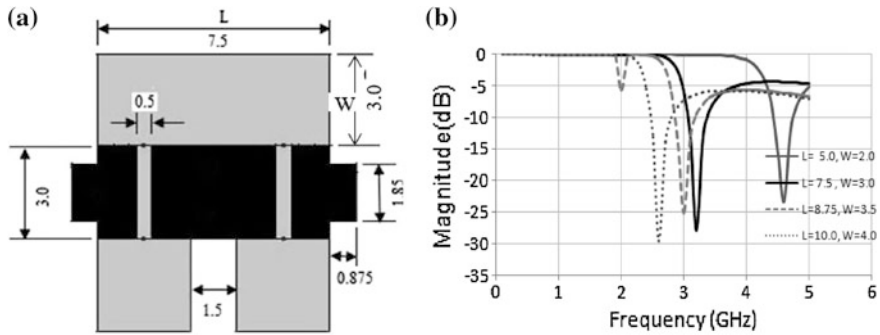 (a)
L
7.5
0.5
W
3.0
3.0
1.85
0.875
1.5
(b)
Magnitude(dB)
0
-5
-10
-15
-20
-25
-30
-35
0 1 2 3 4 5 6
Frequency (GHz)
L= 5.0, W=2.0
L=7.5 , W=3.0
L=8.75, W=3.5
L=10.0, W=4.0